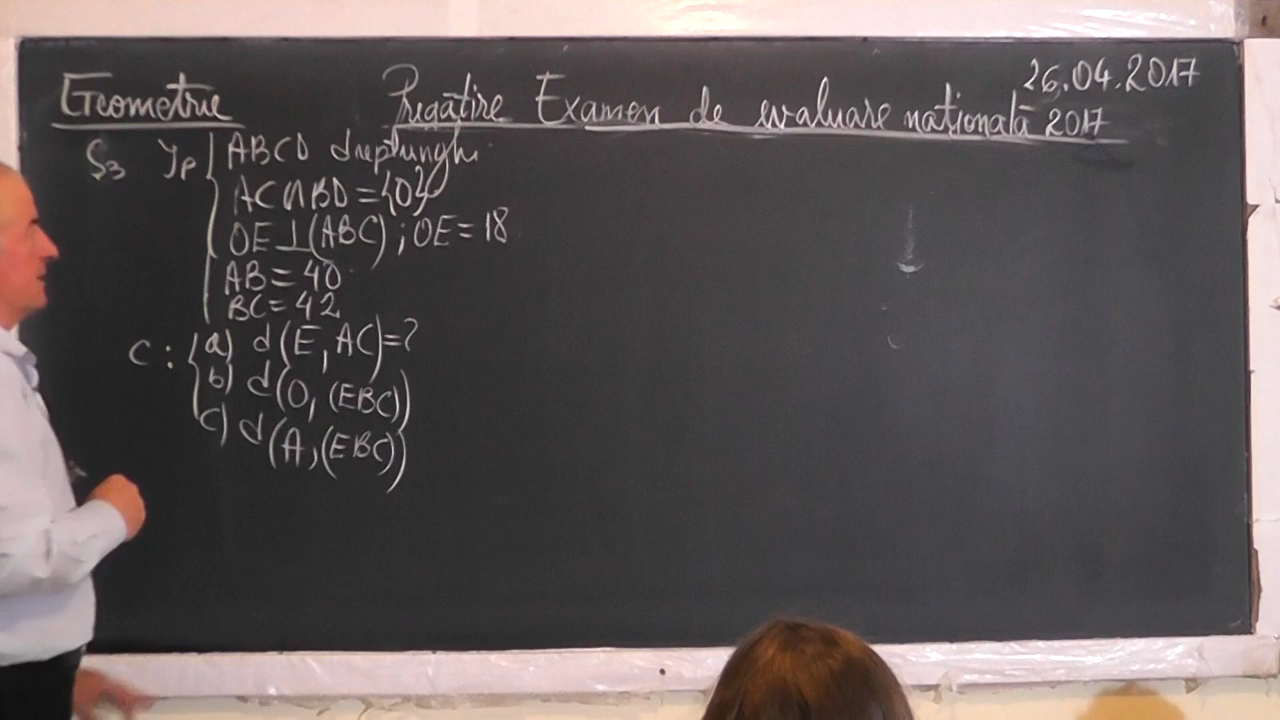 Geometrie
Pregătire Examen de evaluare națională 2017
26.04.2017
S3 Ip ABCD dreptunghi
AC∩BD={O}
OE⊥(ABC); OE=18
AB=40
BC=42
C: a) d(E, AC)=?
b) d(O, (EBC))
c) d(A, (EBC))